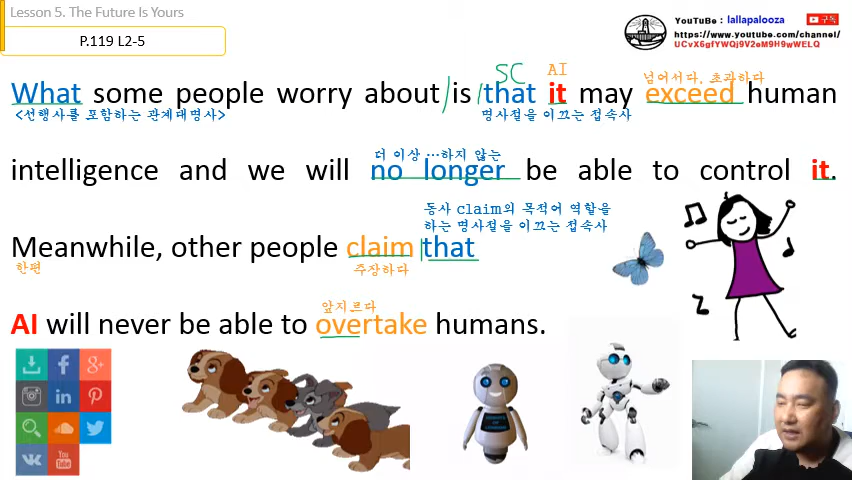 Lesson 5. The Future Is Yours
P.119 L2-5
YouTuBe : lallapalooza
구독
https://www.youtube.com/channel/
UCvX6gfYWQj9V2eM9H9wWELQ
SC
AI
넘어서다, 초과하다
What some people worry about is that it may exceed human
<선행사를 포함하는 관계대명사>
명사절을 이끄는 접속사
더 이상 …하지 않는
intelligence and we will no longer be able to control it.
동사 claim의 목적어 역할을
하는 명사절을 이끄는 접속사
Meanwhile, other people claim that
한편
주장하다
앞지르다
AI will never be able to overtake humans.
You
Tube